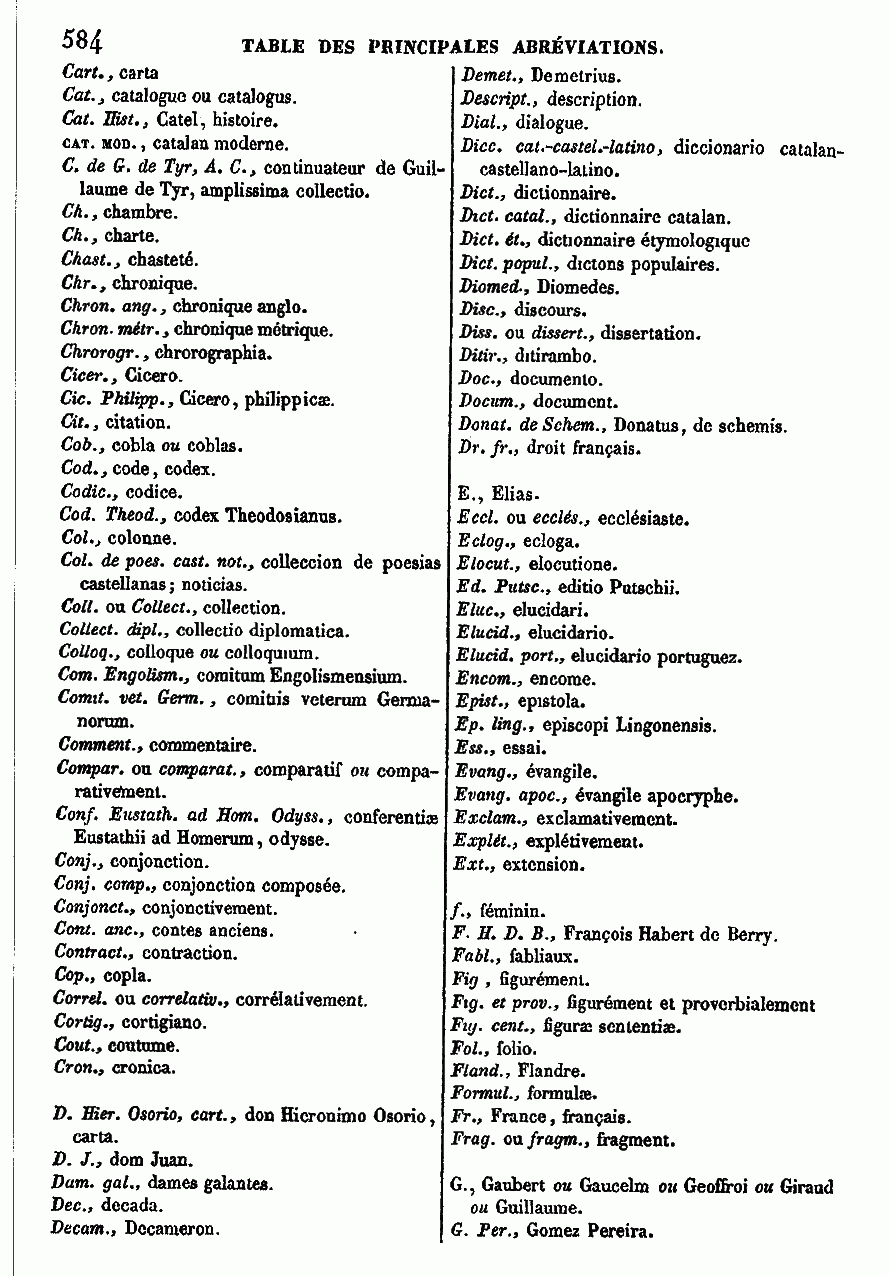 584
TABLE DES PRINCIPALES ABRÉVIATIONS.
Cart., carta
Cat., catalogue ou catalogus.
Cat. Hist., Catel, histoire.
CAT. MOD., catalan moderne.
C. de G. de Tyr, A. C., continuateur de Guil-
laume de Tyr, amplissima collectio.
Ch., chambre.
Ch., charte.
Chast., chasteté.
Chr., chronique.
Chron. ang., chronique anglo.
Chron. métr., chronique métrique.
Chrorogr., chrorographia.
Cicer., Cicero.
Cic. Philipp., Cicero, philippicæ.
Cit., citation.
Cob., cobla ou coblas.
Cod., code, codex.
Codic., codice.
Cod. Theod., codex Theodosianus.
Col., colonne.
Col. de poes. cast. not., colleccion de poesias
castellanas; noticias.
Coll. ou Collect., collection.
Collect. dipl., collectio diplomatica.
Colloq., colloque ou colloquium.
Com. Engolism., comitum Engolismensium.
Comit. vet. Germ., comitiis veterum Germa-
norum.
Comment., commentaire.
Compar. ou comparat., comparatif ou compa-
rativement.
Conf. Eustath. ad Hom. Odyss., conferentiæ
Eustathii ad Homerum, odysse.
Conj., conjonction.
Conj. comp., conjonction composée.
Conjonct., conjonctivement.
Cont. anc., contes anciens.
Contract., contraction.
Cop., copla.
Correl. ou correlativ., corrélativement.
Cortig., cortigiano.
Cout., coutume.
Cron., cronica.
D. Hier. Osorio, cart., don Hieronimo Osorio,
carta.
D. J., dom Juan.
Dam. gal., dames galantes.
Dec., decada.
Decam., Decameron.
Demet., Demetrius.
Descript., description.
Dial., dialogue.
Dicc. cat.-castel.-latino, diccionario catalan-
castellano-latino.
Dict., dictionnaire.
Dict. catal., dictionnaire catalan.
Dict. ét., dictionnaire étymologique
Dict. popul., dictons populaires.
Diomed., Diomedes.
Disc., discours.
Diss. ou dissert., dissertation.
Ditir., ditirambo.
Doc., documento.
Docum., document.
Donat. de Schem., Donatus, de schemis.
Dr. fr., droit français.
E., Elias.
Eccl. ou ecclés., ecclésiaste.
Eclog., ecloga.
Elocut., elocutione.
Ed. Putsc., editio Putschii.
Eluc., elucidari.
Elucid., elucidario.
Elucid. port., elucidario portuguez.
Encom., encome.
Epist., epistola.
Ep. ling., episcopi Lingonensis.
Ess., essai.
Evang., évangile.
Evang. apoc., évangile apocryphe.
Exclam., exclamativement.
Explét., explétivement.
Ext., extension.
f., féminin.
F. H. D. B., François Habert de Berry.
Fabl., fabliaux.
Fig , figurément.
Fig. et prov., figurément et proverbialement
Fig. cent., figuræ sententiæ.
Fol., folio.
Fland., Flandre.
Formul., formulæ.
Fr., France, français.
Frag. ou fragm., fragment.
G., Gaubert ou Gaucelm ou Geoffroi ou Giraud
ou Guillaume.
G. Per., Gomez Pereira.